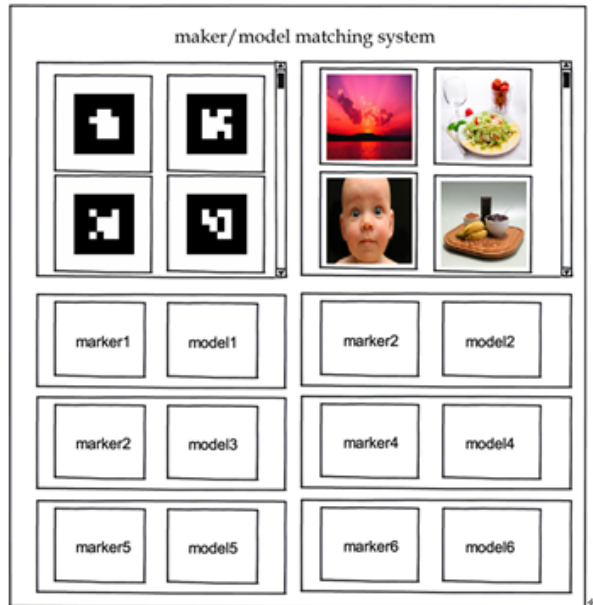 maker/model matching system
marker1 model1 marker2 model2
marker2 model3 marker4 model4
marker5 model5 marker6 model6